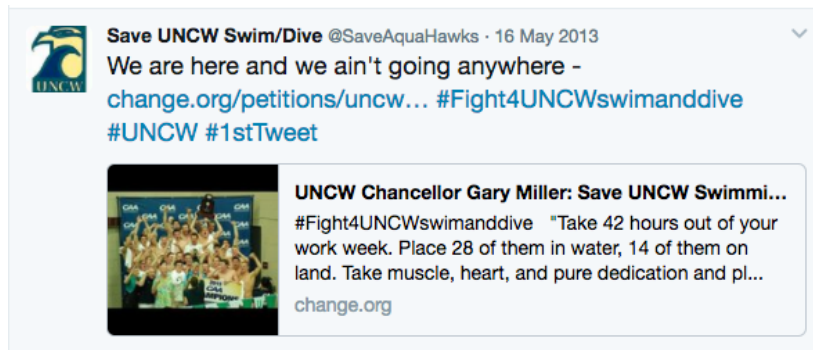 Save UNCW Swim/Dive @SaveAquaHawks · 16 May 2013
UNCW
We are here and we ain't going anywhere -
change.org/petitions/uncw… #Fight4UNCWswimanddive
#UNCW #1stTweet
UNCW Chancellor Gary Miller: Save UNCW Swimmi...
#Fight4UNCWswimanddive "Take 42 hours out of your
work week. Place 28 of them in water, 14 of them on
land. Take muscle, heart, and pure dedication and pl...
change.org
CAA
CAA
CHAMPIONS